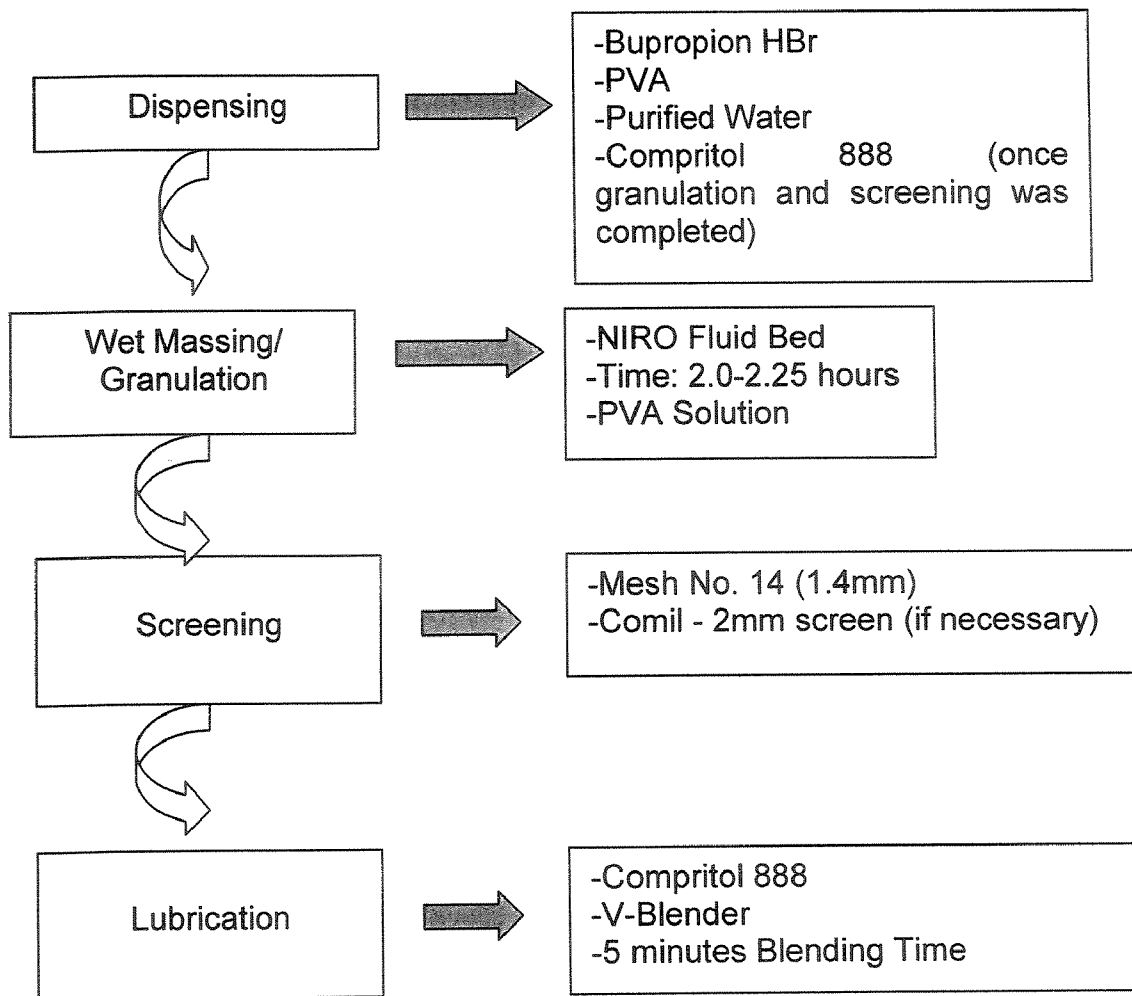 Dispensing
-Bupropion HBr
-PVA
-Purified Water
-Compritol 888 (once
granulation and screening was
completed)
Wet Massing/
Granulation
-NIRO Fluid Bed
-Time: 2.0-2.25 hours
-PVA Solution
Screening
-Mesh No. 14 (1.4mm)
-Comil - 2mm screen (if necessary)
Lubrication
-Compritol 888
-V-Blender
-5 minutes Blending Time